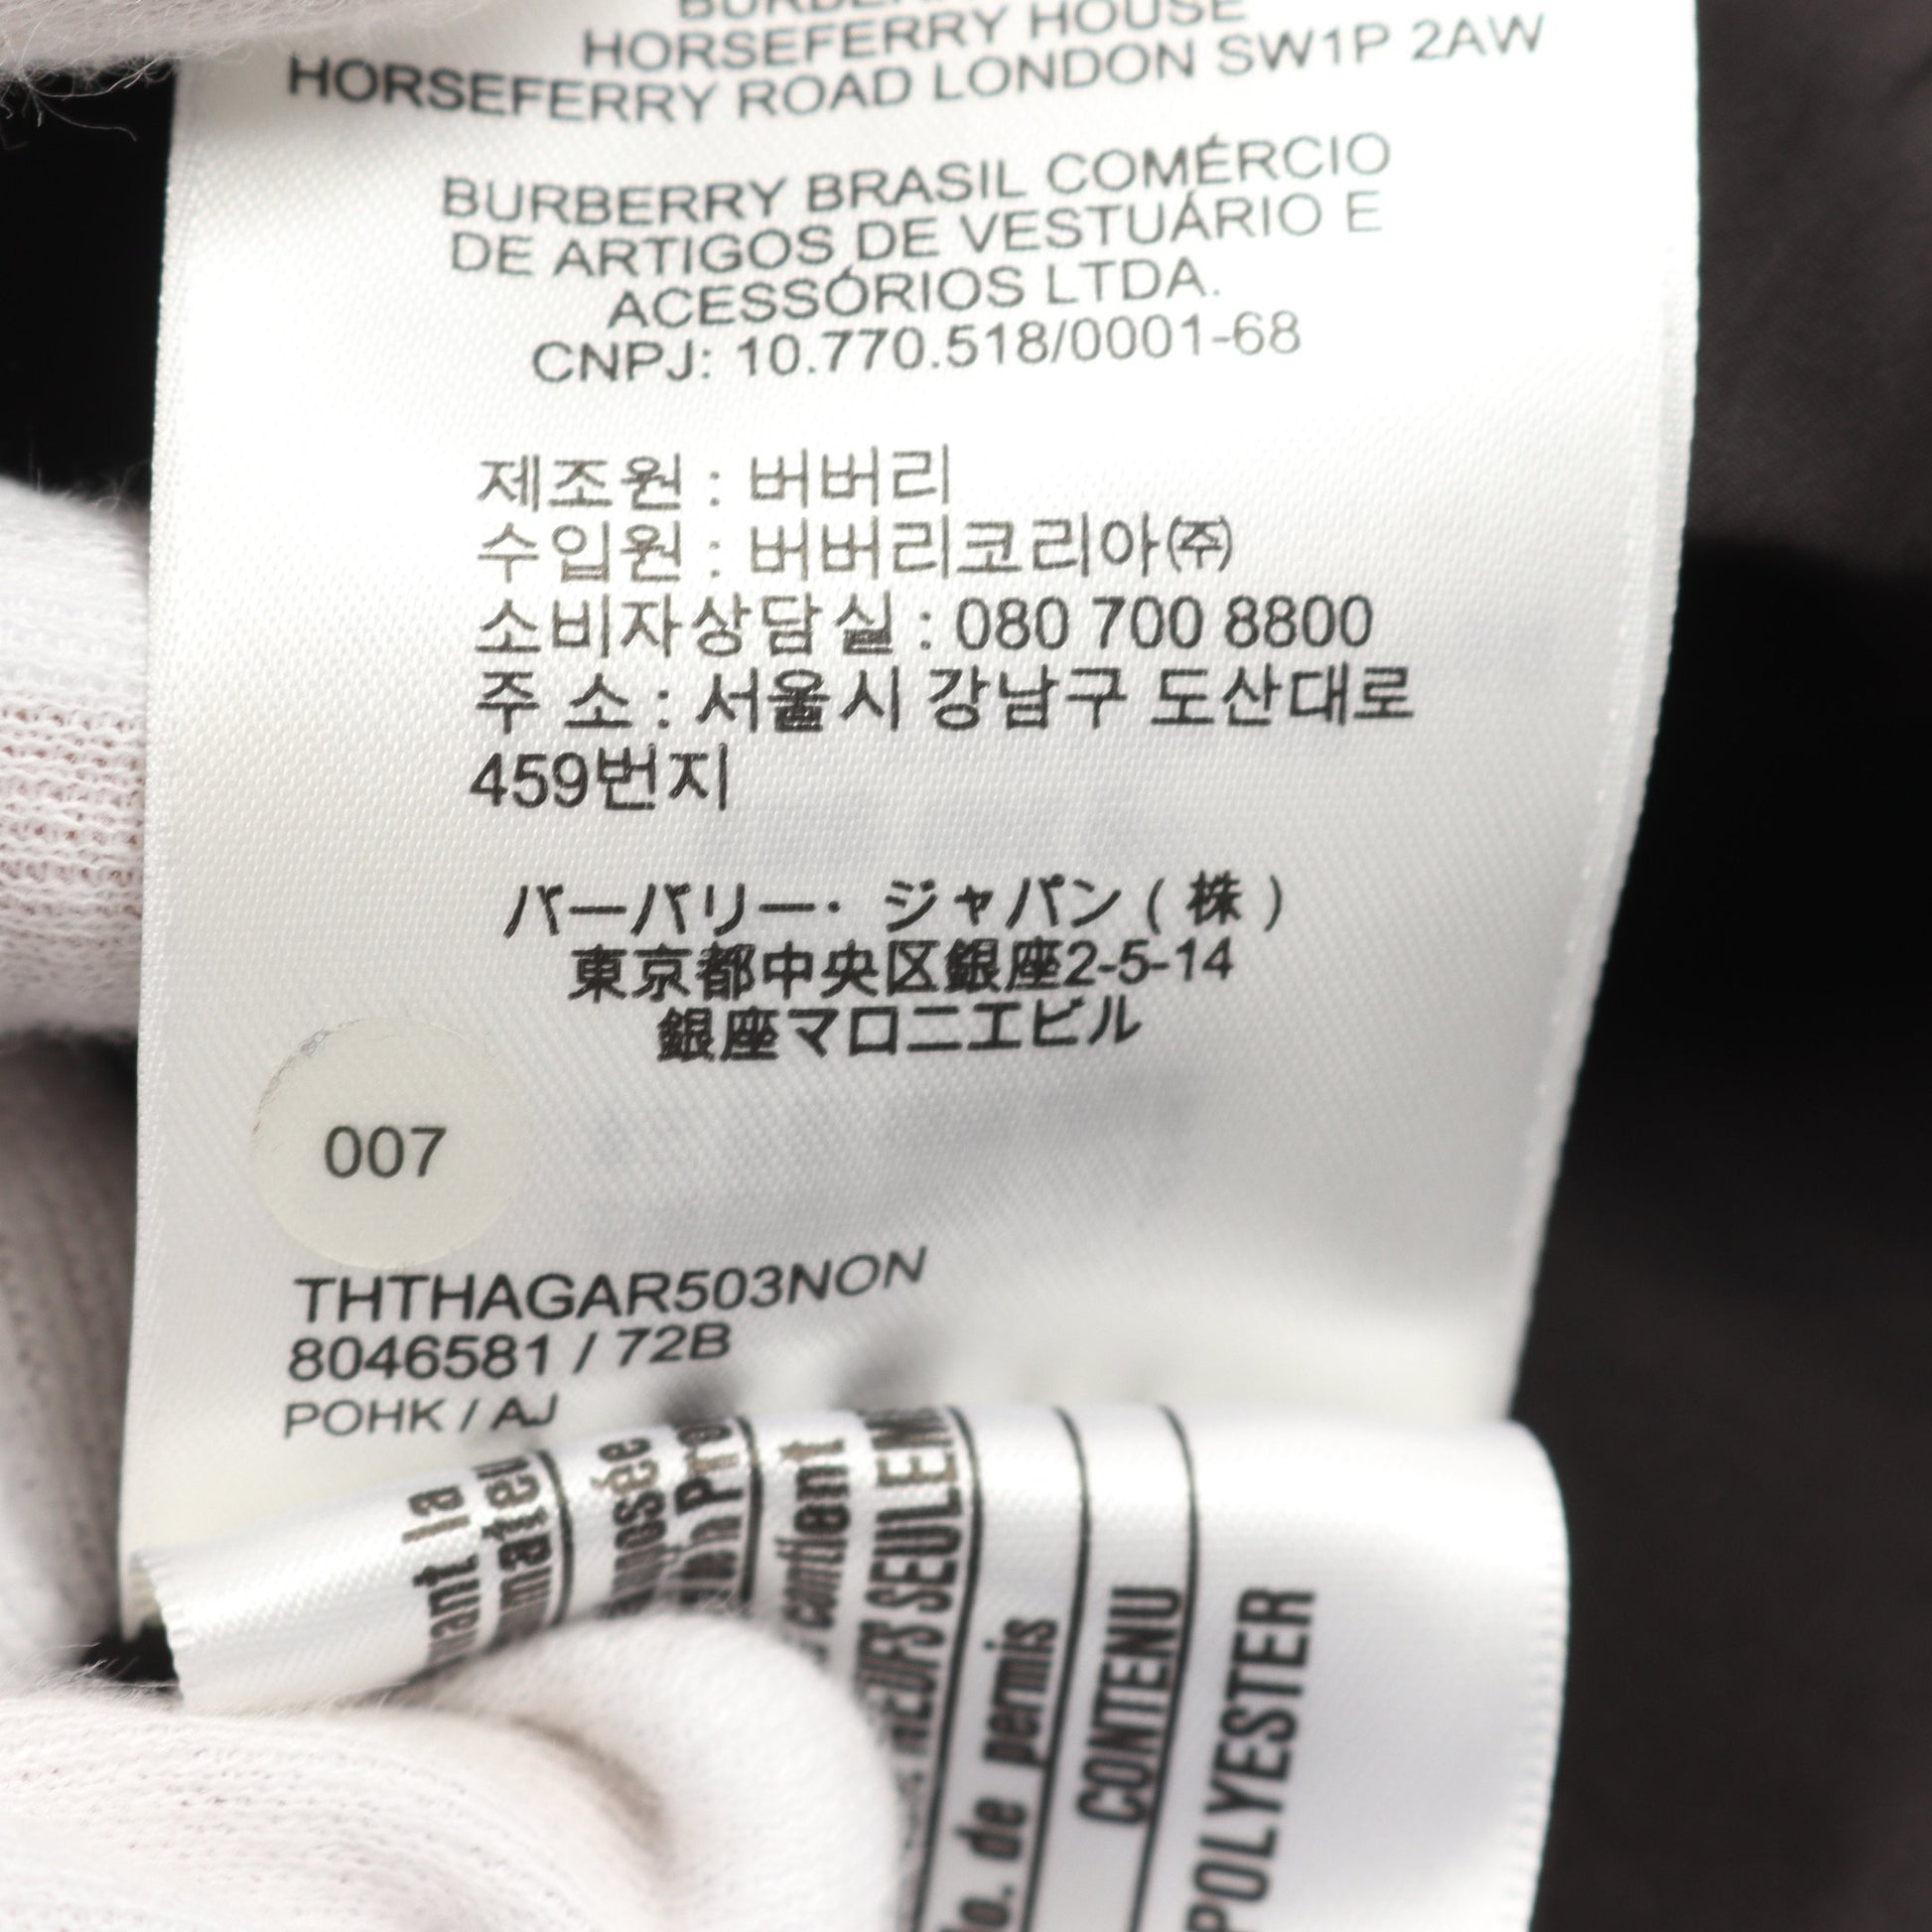 HORSEFERRY HOUSE
HORSEFERRY ROAD LONDON SW1P 2AW
BURBERRY BRASIL COMÉRCIO
DE ARTIGOS DE VESTUÁRIO E
ACESSÓRIOS LTDA.
CNPJ: 10.770.518/0001-68
제조원 : 버버리
수입원 : 버버리코리아㈜
소비자상담실 : 080 700 8800
주 소 : 서울시 강남구 도산대로
459번지
バーバリー・ジャパン ( 株 )
東京都中央区銀座2-5-14
銀座マロニエビル
007
THTHAGAR503NON
8046581 / 72B
POHK / AJ
la
contient
SEULEM
de permis
CONTENU
POLYESTER